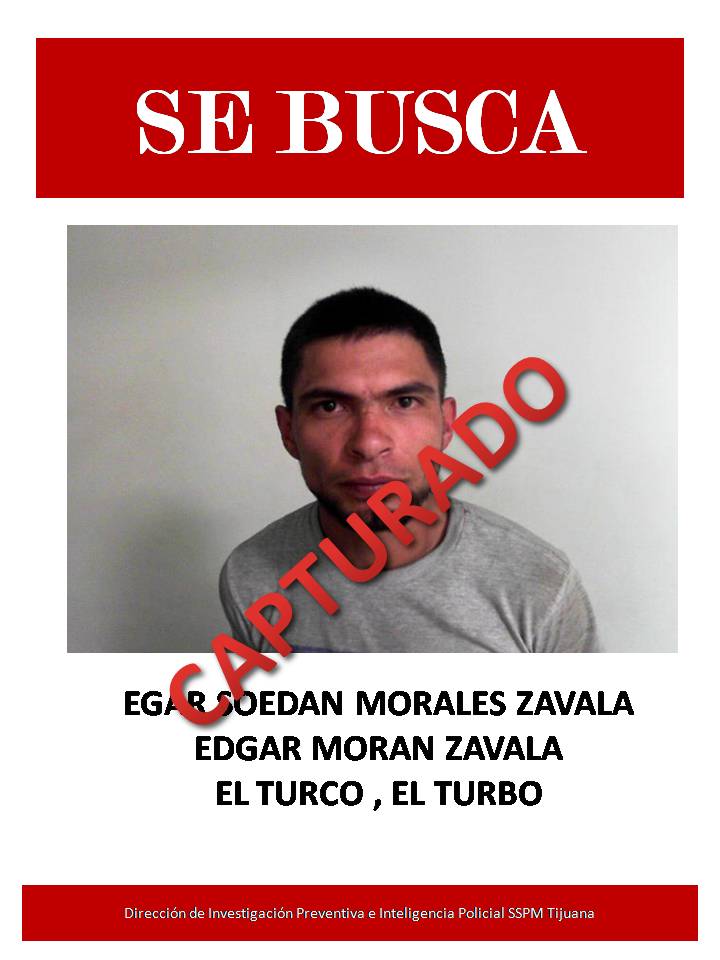 SE BUSCA
CAPTURADO
EGAR SOEDAN MORALES ZAVALA
EDGAR MORAN ZAVALA
EL TURCO , EL TURBO
Dirección de Investigación Preventiva e Inteligencia Policial SSPM Tijuana